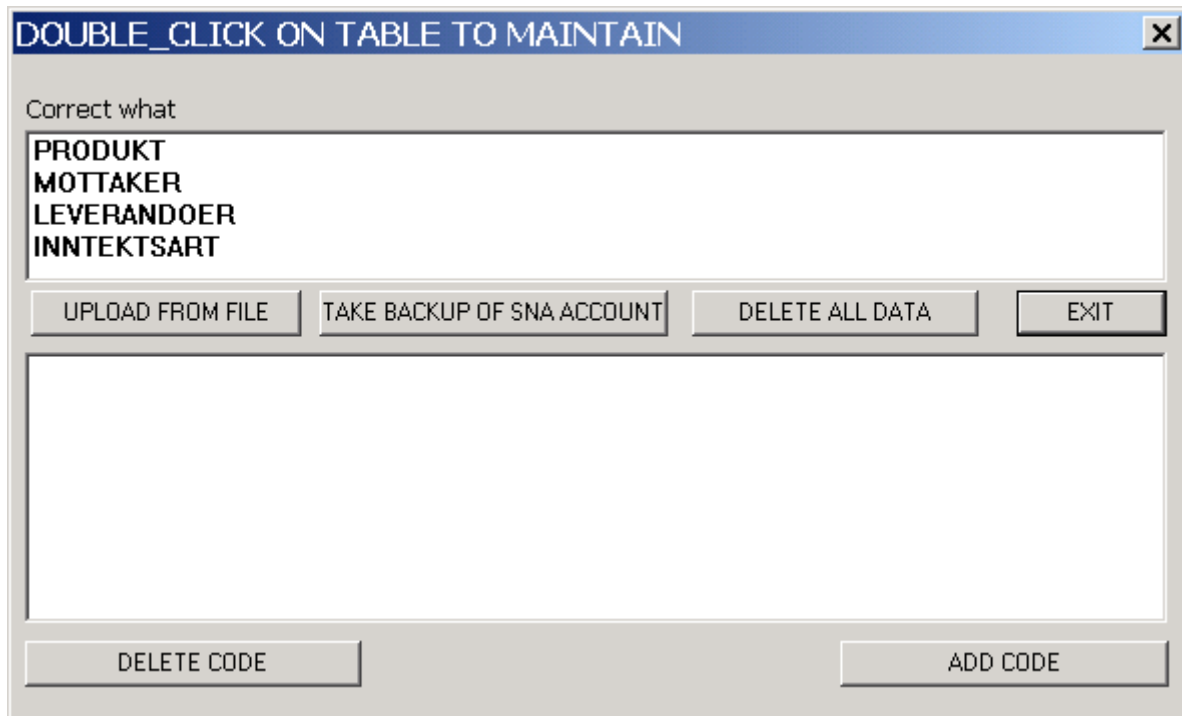 DOUBLE_CLICK ON TABLE TO MAINTAIN
Correct what
PRODUKT
MOTTAKER
LEVERANDOER
INNTEKTSART
UPLOAD FROM FILE TAKE BACKUP OF SNA ACCOUNT DELETE ALL DATA EXIT
DELETE CODE ADD CODE